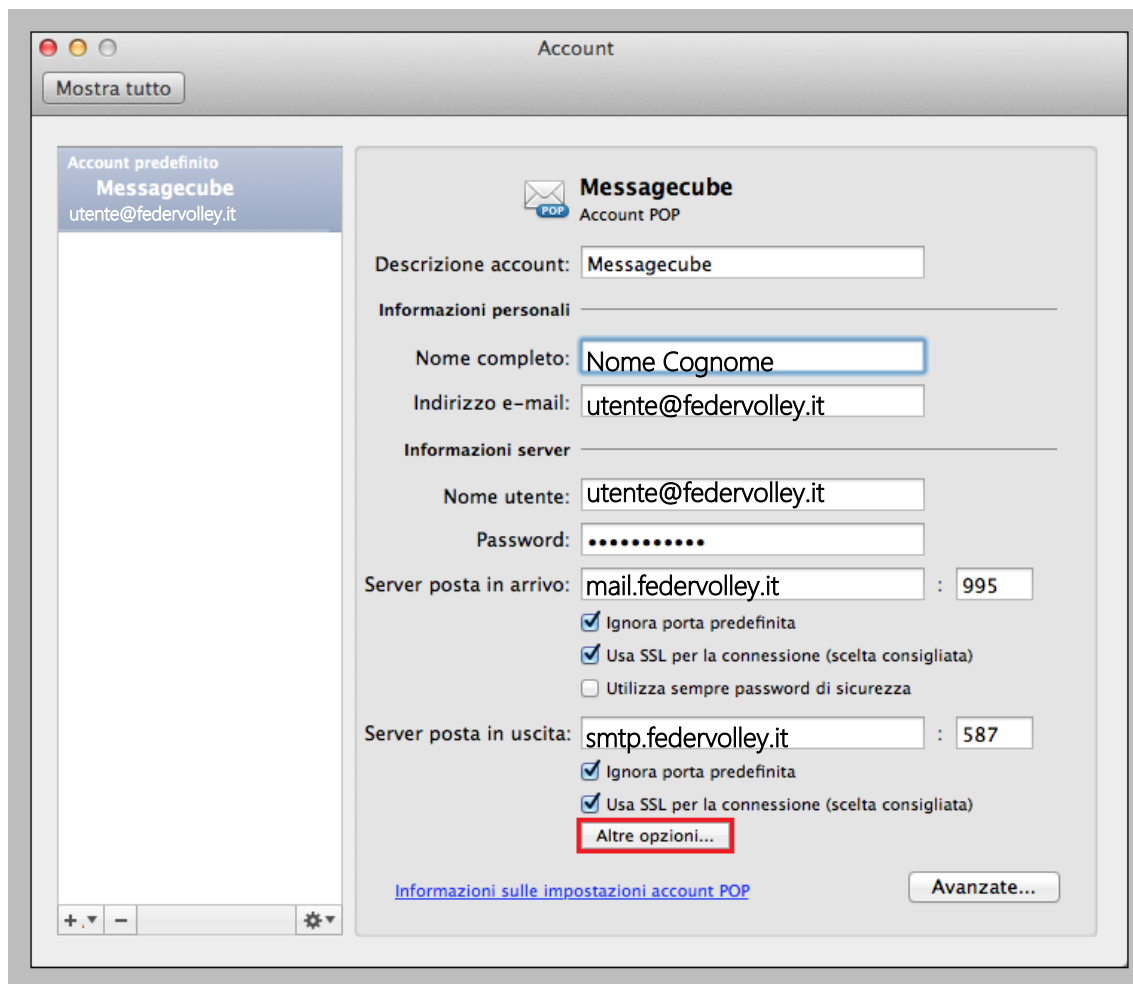 Account
Mostra tutto
Account predefinito
Messagecube
utente@federvolley.it
POP
Messagecube
Account POP
Descrizione account: Messagecube
Informazioni personali
Nome completo: Nome Cognome
Indirizzo e-mail: utente@federvolley.it
Informazioni server
Nome utente: utente@federvolley.it
Password: •••••••••••
Server posta in arrivo: mail.federvolley.it : 995
Ignora porta predefinita
Usa SSL per la connessione (scelta consigliata)
Utilizza sempre password di sicurezza
Server posta in uscita: smtp.federvolley.it : 587
Ignora porta predefinita
Usa SSL per la connessione (scelta consigliata)
Altre opzioni...
Informazioni sulle impostazioni account POP
Avanzate...